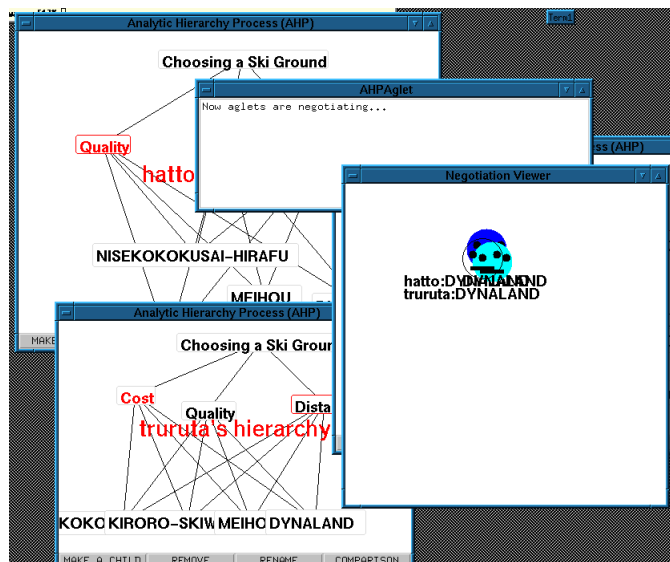 Term1
Analytic Hierarchy Process (AHP)
Choosing a Ski Ground
Quality
hatto
NISEKOKOKUSAI-HIRAFU
MEIHOU
MAKE
AHPAglet
Now aglets are negotiating...
ess (AHP)
Negotiation Viewer
hatto:DYNALAND
truruta:DYNALAND
Analytic Hierarchy Process (AHP)
Choosing a Ski Groun
Cost
Quality
Dista
truruta's hierarchy
KOKO KIRORO-SKIW MEIHO DYNALAND
MAKE A CHILD REMOVE RENAME COMPARISON